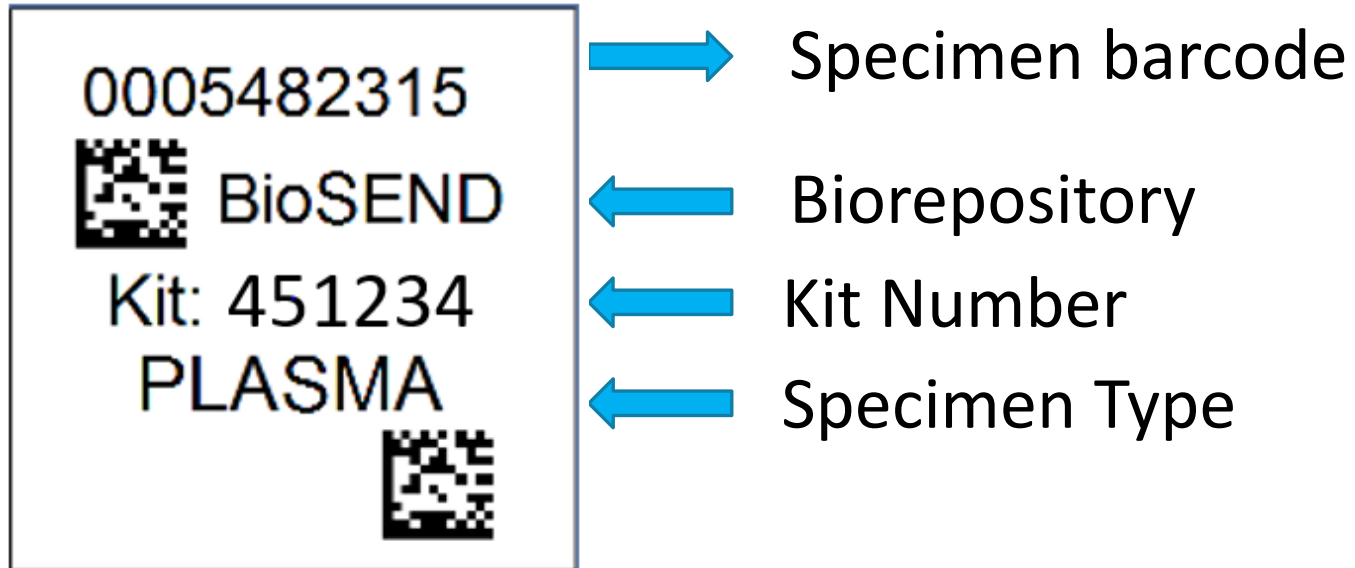 0005482315
Specimen barcode
BioSEND
Biorepository
Kit: 451234
Kit Number
PLASMA
Specimen Type